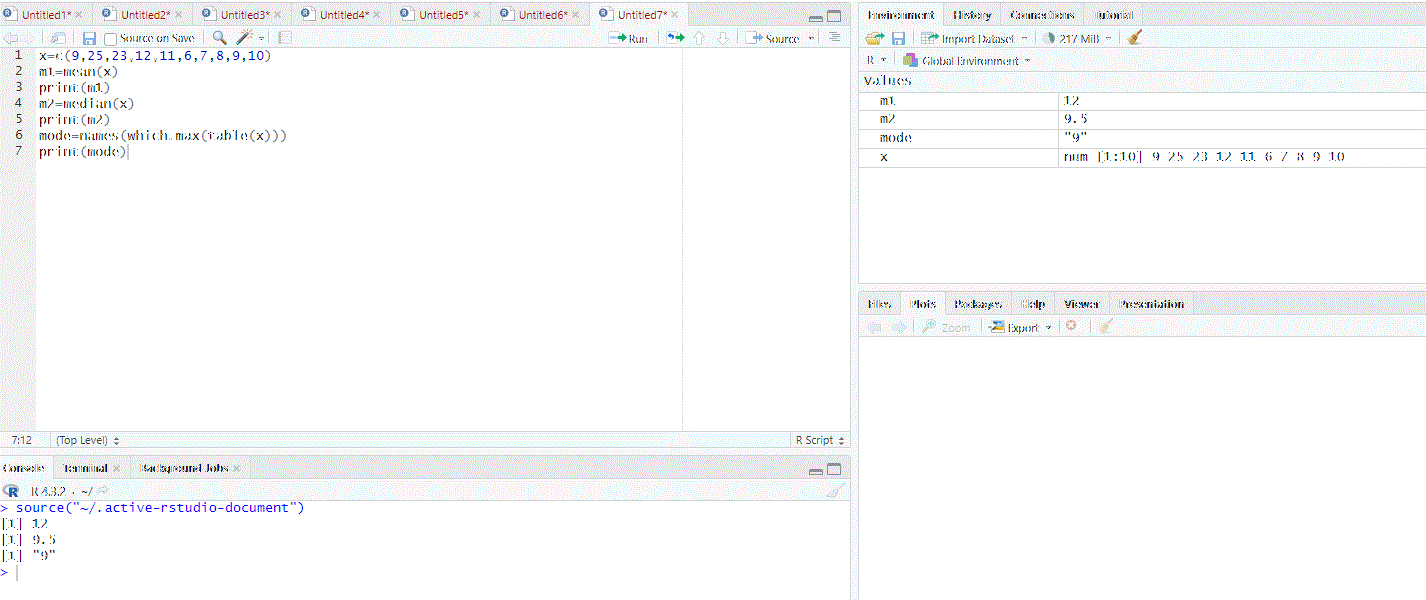 Untitled1* Untitled2* Untitled3* Untitled4* Untitled5* Untitled6* Untitled7*
Source on Save Run Source
1 x=c(9,25,23,12,11,6,7,8,9,10)
2 m1=mean(x)
3 print(m1)
4 m2=median(x)
5 print(m2)
6 mode=names(which.max(table(x)))
7 print(mode)
7:12 (Top Level) R Script
Console Terminal Background Jobs
R 4.3.2 · ~/
> source("~/.active-rstudio-document")
[1] 12
[1] 9.5
[1] "9"
>
Environment History Connections Tutorial
Import Dataset 217 MiB
R Global Environment
Values
m1 12
m2 9.5
mode "9"
x num [1:10] 9 25 23 12 11 6 7 8 9 10
Files Plots Packages Help Viewer Presentation
Zoom Export